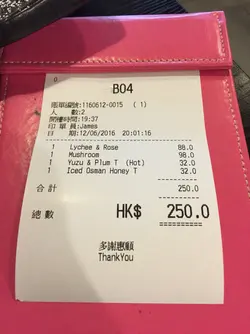 0
B04
賬單編號:1160612-0015 ( 1)
人 數:2
開檯時間:19:37
印 單 員:James
日 期:12/06/2016 20:01:16
1 Lychee & Rose 88.0
1 Mushroom 98.0
1 Yuzu & Plum T (Hot) 32.0
1 Iced Osman Honey T 32.0
合計 250.0
總數 HK$ 250.0
多謝惠顧
ThankYou